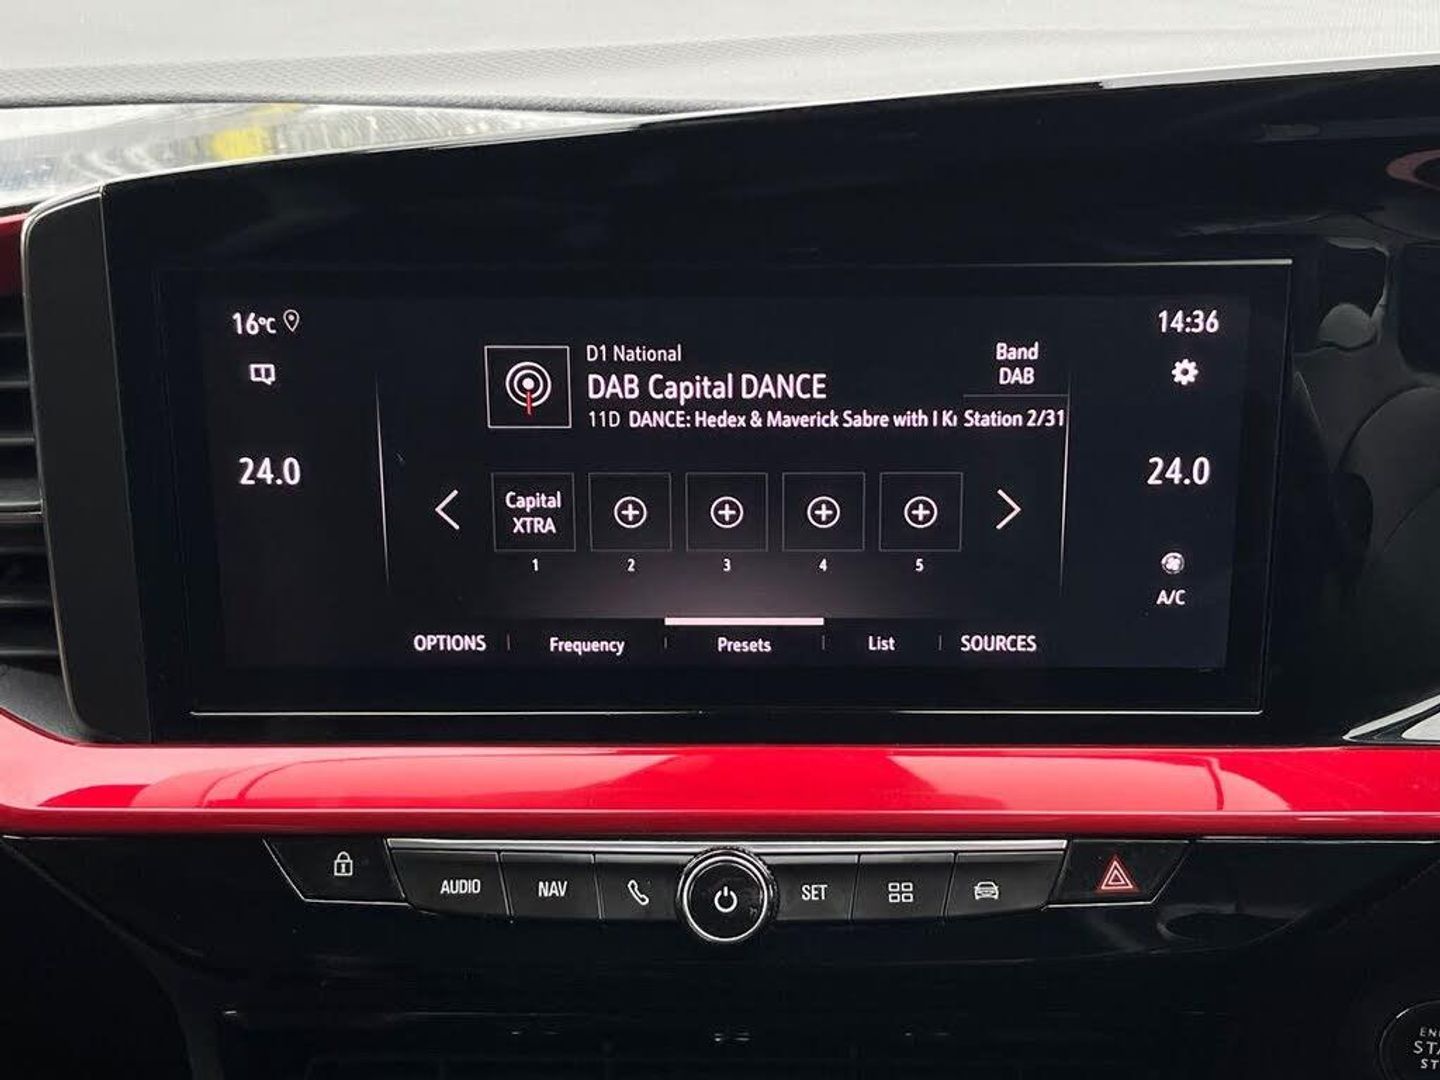 16°C
14:36
D1 National
Band
DAB
DAB Capital DANCE
11D DANCE: Hedex & Maverick Sabre with I
Station 2/31
24.0
24.0
Capital
XTRA
1
2
3
4
5
A/C
OPTIONS
Frequency
Presets
List
SOURCES
AUDIO
NAV
SET